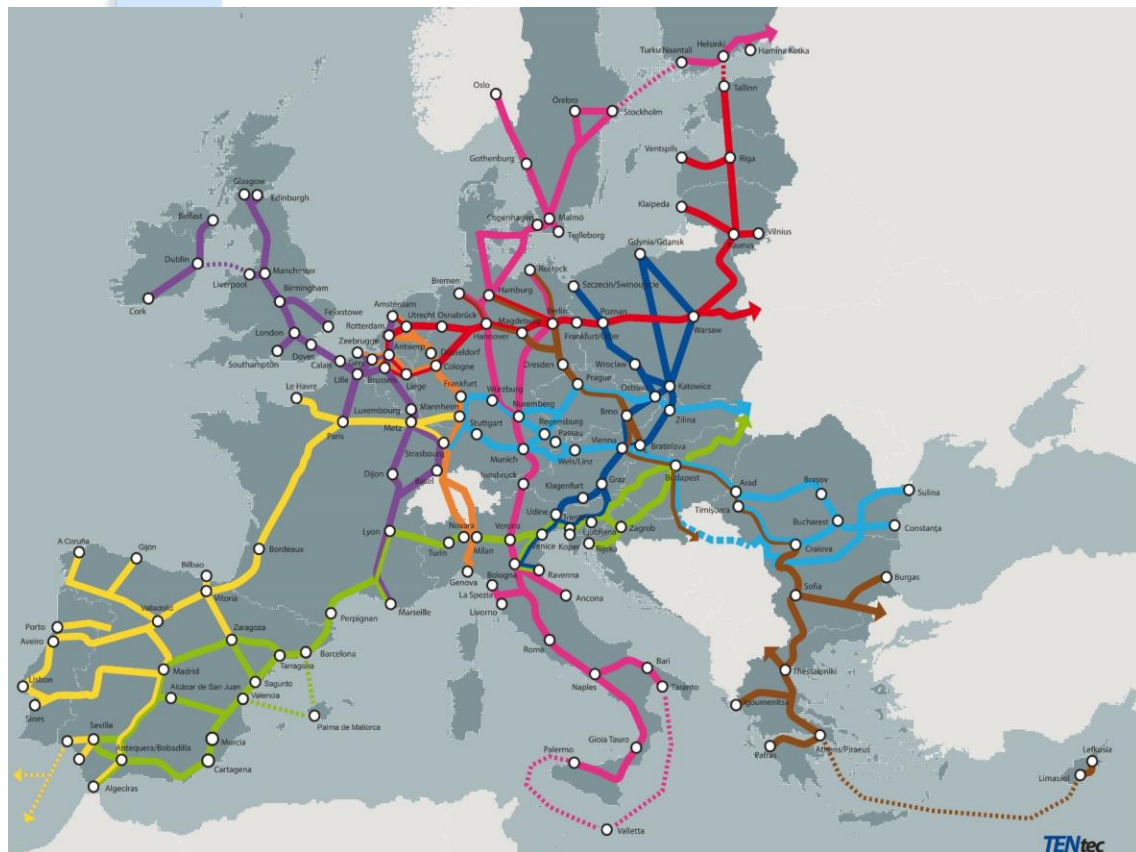 Helsinki
Turku Naantali
Hamina Kotka
Oslo
Örebro
Stockholm
Tallinn
Gothenburg
Ventspils
Riga
Glasgow
Edinburgh
Klaipeda
Belfast
Copenhagen
Malmö
Trelleborg
Vilnius
Gdynia/Gdansk
Dublin
Manchester
Liverpool
Rostock
Birmingham
Bremen
Hamburg
Szczecin/Swinoujscie
Cork
Felixstowe
Amsterdam
Utrecht
Osnabrück
Magdeburg
Berlin
Poznan
Warsaw
London
Rotterdam
Hannover
Frankfurt/Oder
Zeebrugge
Antwerp
Düsseldorf
Southampton
Dover
Calais
Cologne
Dresden
Wroclaw
Lille
Brussels
Liege
Frankfurt
Würzburg
Prague
Ostrava
Katowice
Le Havre
Luxembourg
Mannheim
Nuremberg
Brno
Zilina
Paris
Metz
Stuttgart
Regensburg
Passau
Vienna
Bratislava
Strasbourg
Munich
Wels/Linz
Dijon
Basel
Innsbruck
Klagenfurt
Graz
Budapest
Arad
Brașov
Sulina
Timișoara
Udine
Lyon
Novara
Verona
Ljubljana
Zagreb
Bucharest
Constanța
Turin
Milan
Venice
Koper
Craiova
A Coruña
Gijón
Bordeaux
Bilbao
Genova
Bologna
Ravenna
La Spezia
Ancona
Livorno
Sofia
Burgas
Vitoria
Marseille
Valladolid
Porto
Perpignan
Aveiro
Zaragoza
Rome
Barcelona
Tarragona
Madrid
Bari
Thessaloniki
Lisbon
Alcázar de San Juan
Sagunto
Naples
Taranto
Valencia
Igoumenitsa
Sines
Palma de Mallorca
Seville
Murcia
Gioia Tauro
Athens/Piraeus
Antequera/Bobadilla
Palermo
Patras
Lefkosia
Cartagena
Limassol
Algeciras
Valletta
TENtec